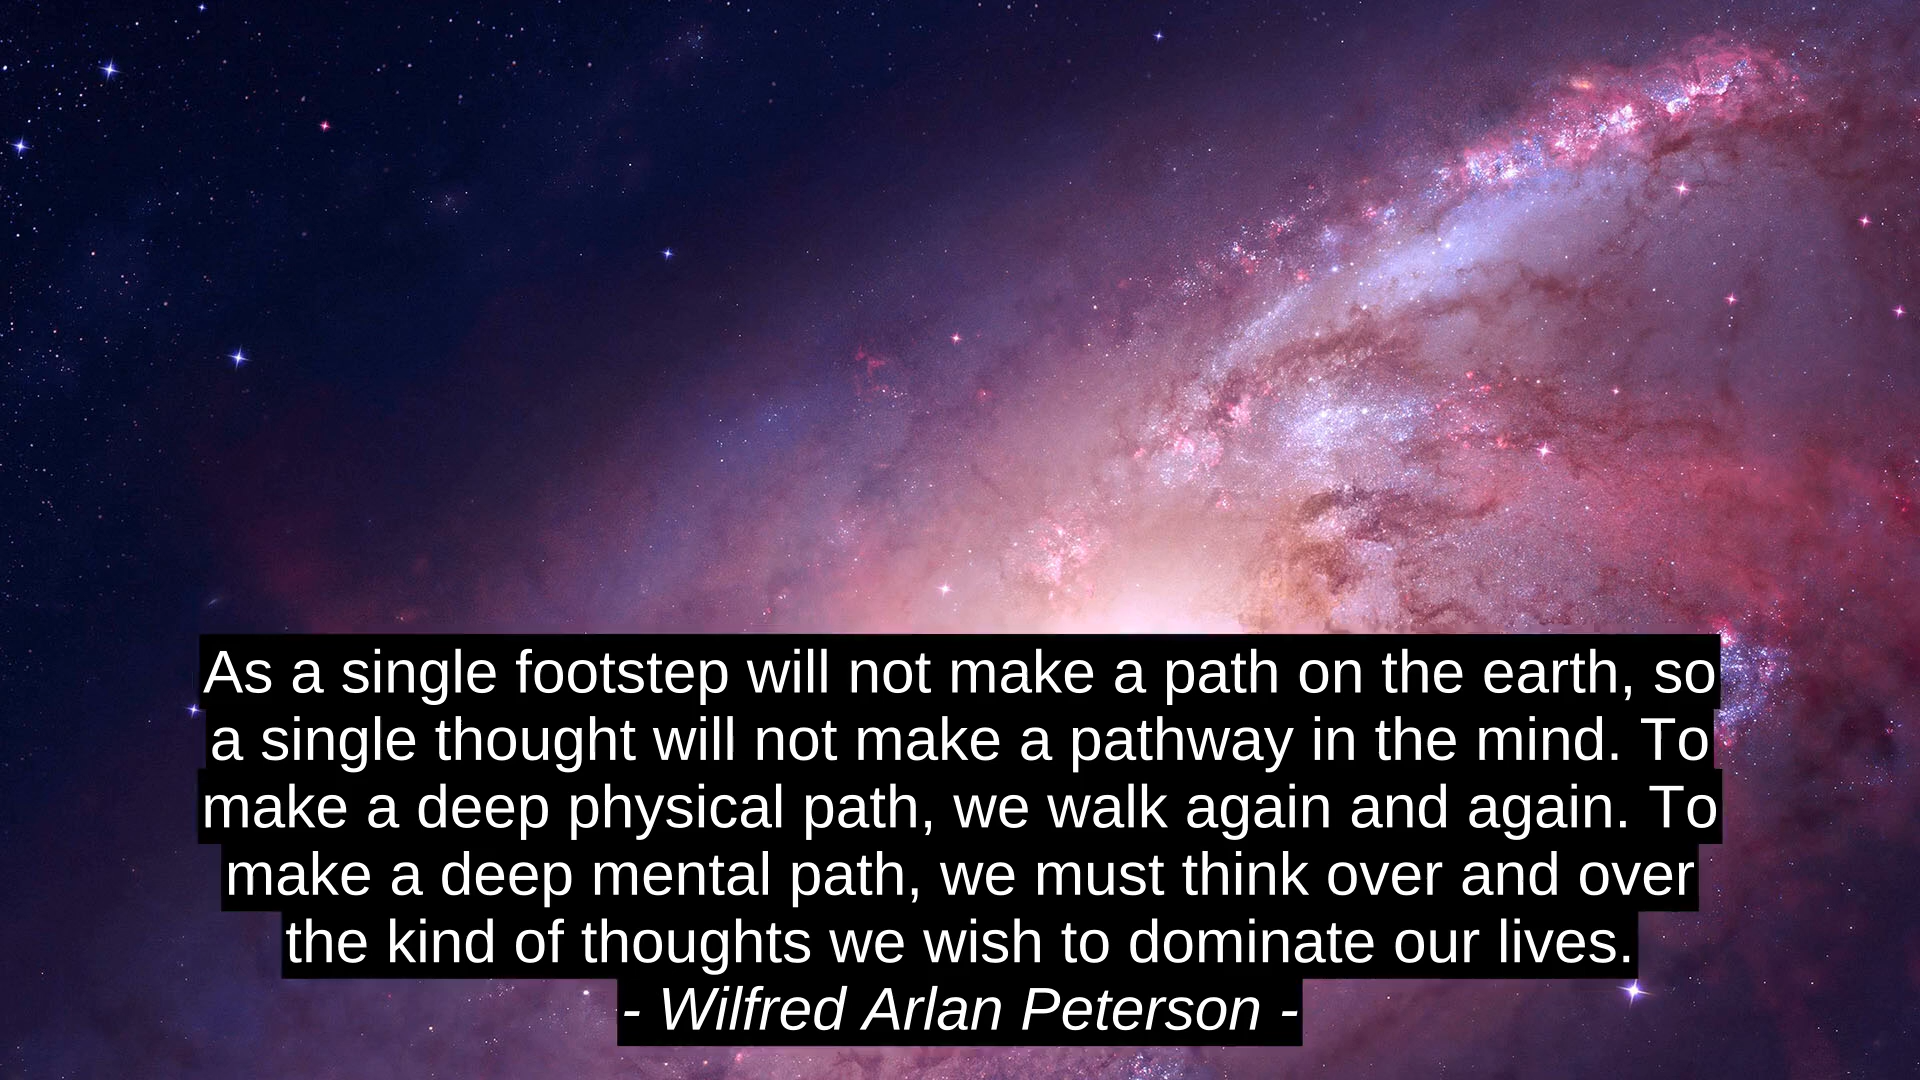 As a single footstep will not make a path on the earth, so
a single thought will not make a pathway in the mind. To
make a deep physical path, we walk again and again. To
make a deep mental path, we must think over and over
the kind of thoughts we wish to dominate our lives.
- Wilfred Arlan Peterson -